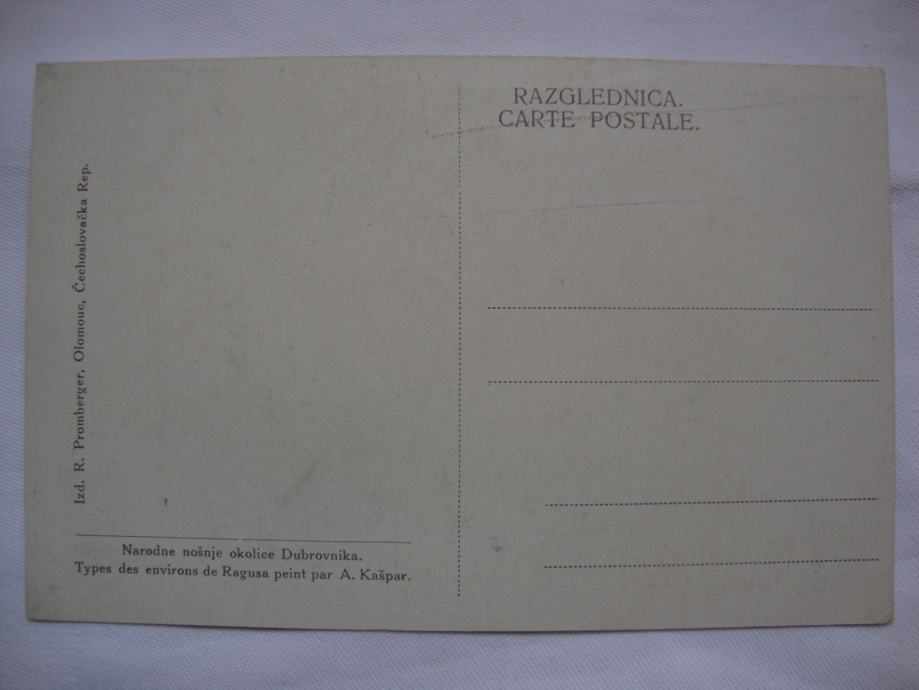 RAZGLEDNICA.
CARTE POSTALE.
Izd. R. Promberger, Olomouc, Čechoslovačka Rep.
Narodne nošnje okolice Dubrovnika.
Types des environs de Ragusa peint par A. Kašpar.